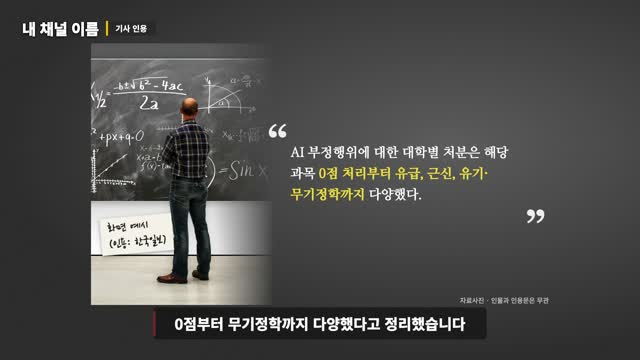 내 채널 이름 기사 인용
-b±√b²-4ac
2a
x₁/₂
+px+q=0
=Sin x
“
AI 부정행위에 대한 대학별 처분은 해당
과목 0점 처리부터 유급, 근신, 유기·
무기정학까지 다양했다.
”
화면 예시
(인용: 한국일보)
자료사진 · 인물과 인용문은 무관
0점부터 무기정학까지 다양했다고 정리했습니다